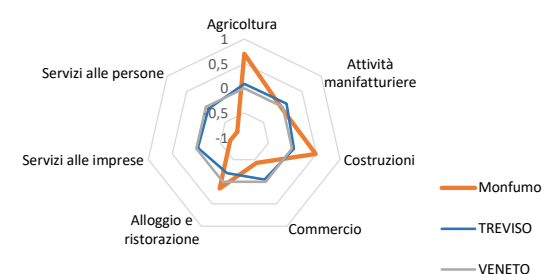 Agricoltura
1
0,5
0
-0,5
-1
Attività
manifatturiere
Costruzioni
Commercio
Alloggio e
ristorazione
Servizi alle imprese
Servizi alle persone
Monfumo
TREVISO
VENETO